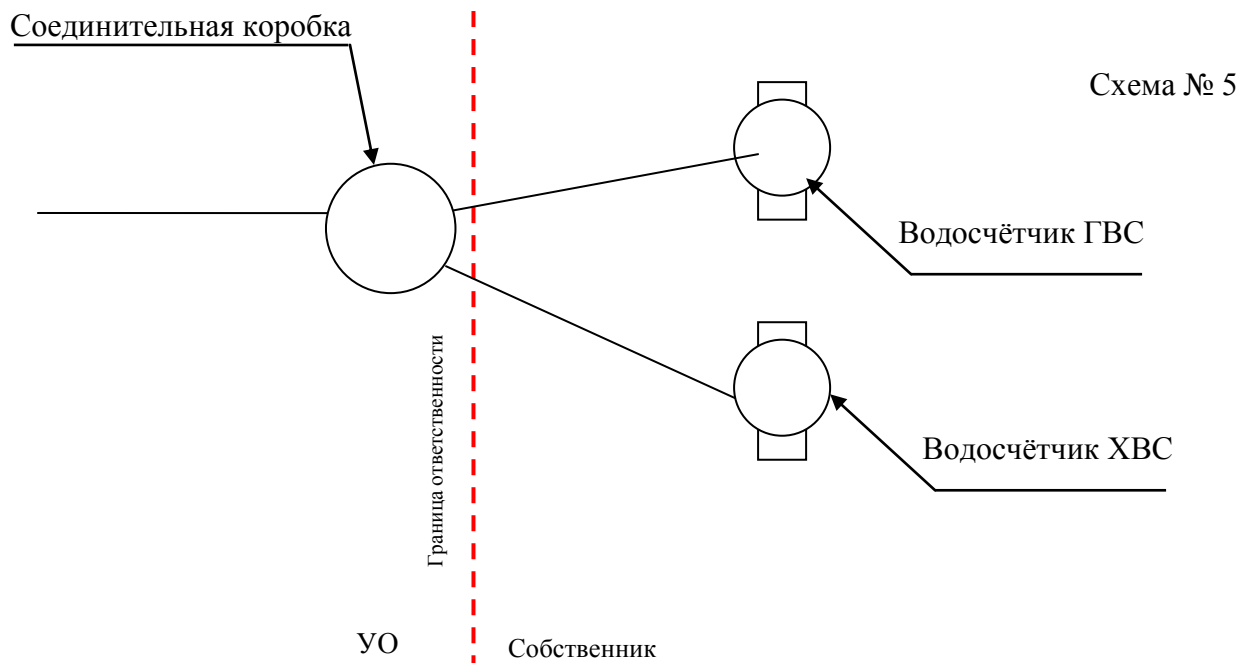 Соединительная коробка
Схема № 5
Водосчётчик ГВС
Водосчётчик ХВС
Граница ответственности
УО
Собственник